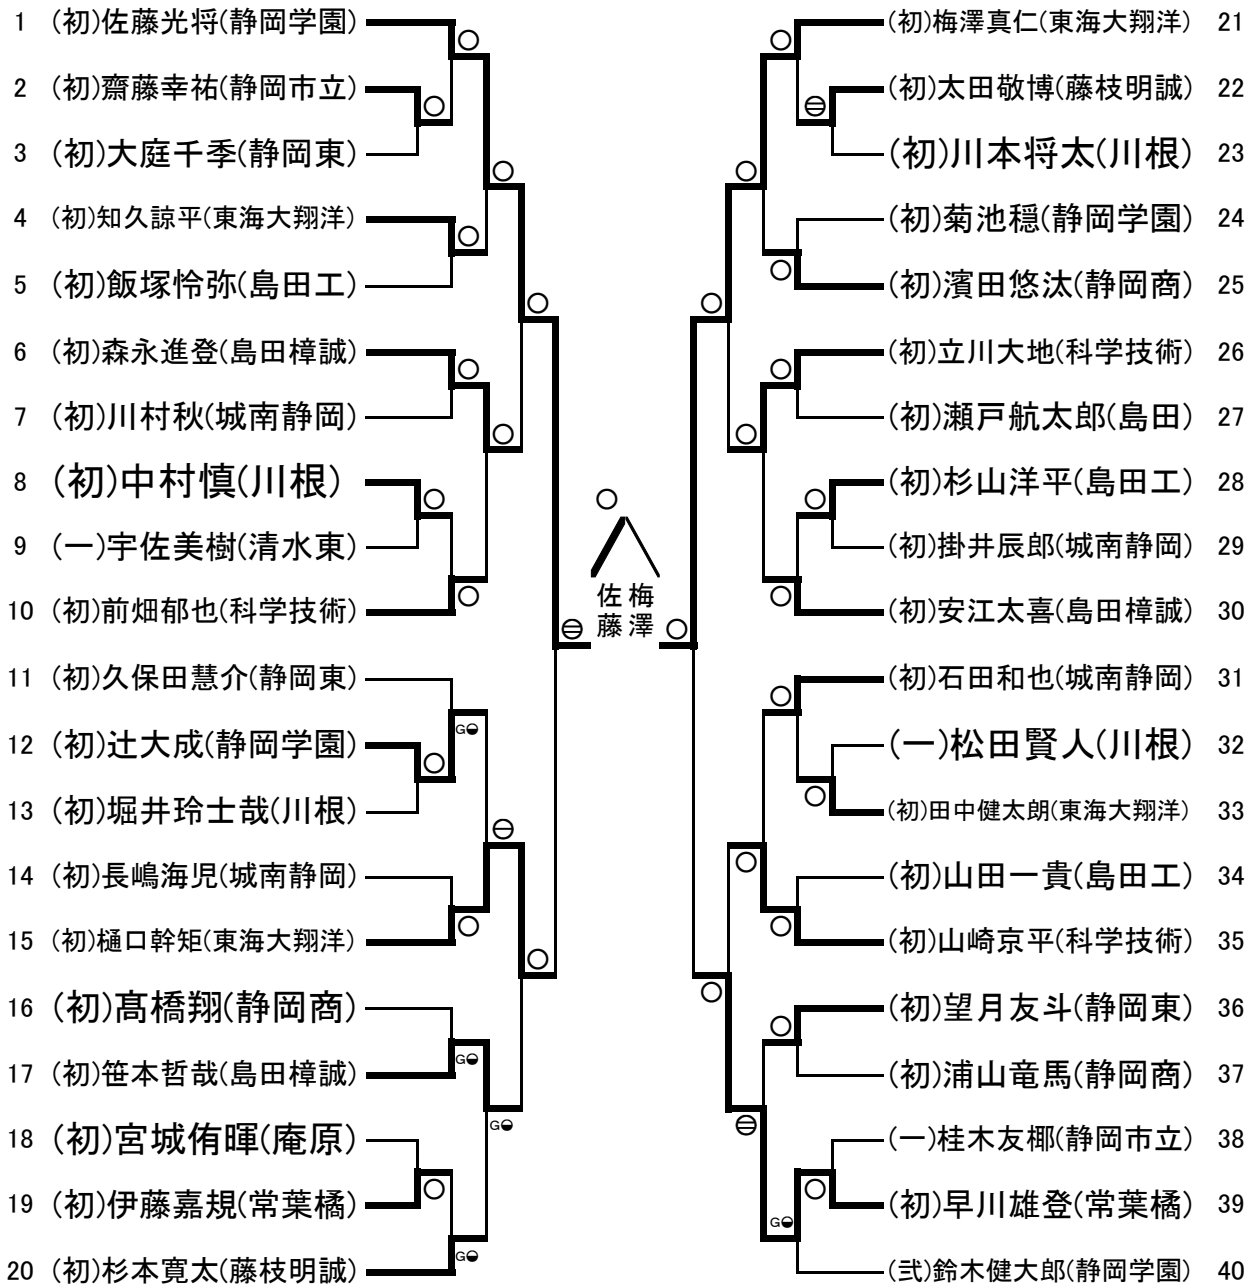 1 (初)佐藤光将(静岡学園)
2 (初)齋藤幸祐(静岡市立)
3 (初)大庭千季(静岡東)
4 (初)知久諒平(東海大翔洋)
5 (初)飯塚怜弥(島田工)
6 (初)森永進登(島田樟誠)
7 (初)川村秋(城南静岡)
8 (初)中村慎(川根)
9 (一)宇佐美樹(清水東)
10 (初)前畑郁也(科学技術)
11 (初)久保田慧介(静岡東)
12 (初)辻大成(静岡学園)
13 (初)堀井玲士哉(川根)
14 (初)長嶋海児(城南静岡)
15 (初)樋口幹矩(東海大翔洋)
16 (初)髙橋翔(静岡商)
17 (初)笹本哲哉(島田樟誠)
18 (初)宮城侑暉(庵原)
19 (初)伊藤嘉規(常葉橘)
20 (初)杉本寛太(藤枝明誠)
G
G
G
G
佐藤
梅澤
(初)梅澤真仁(東海大翔洋) 21
(初)太田敬博(藤枝明誠) 22
(初)川本将太(川根) 23
(初)菊池穏(静岡学園) 24
(初)濱田悠汰(静岡商) 25
(初)立川大地(科学技術) 26
(初)瀬戸航太郎(島田) 27
(初)杉山洋平(島田工) 28
(初)掛井辰郎(城南静岡) 29
(初)安江太喜(島田樟誠) 30
(初)石田和也(城南静岡) 31
(一)松田賢人(川根) 32
(初)田中健太朗(東海大翔洋) 33
(初)山田一貴(島田工) 34
(初)山崎京平(科学技術) 35
(初)望月友斗(静岡東) 36
(初)浦山竜馬(静岡商) 37
(一)桂木友椰(静岡市立) 38
(初)早川雄登(常葉橘) 39
(弐)鈴木健大郎(静岡学園) 40
G